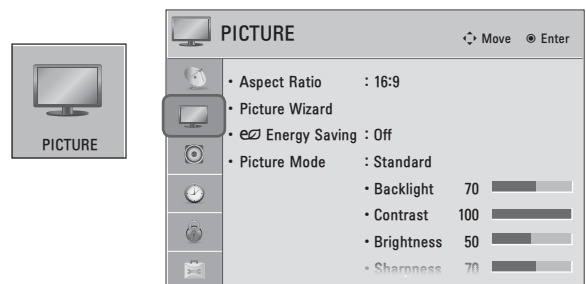 PICTURE
PICTURE
Move Enter
• Aspect Ratio : 16:9
• Picture Wizard
• Energy Saving : Off
• Picture Mode : Standard
• Backlight 70
• Contrast 100
• Brightness 50
• Sharpness 70